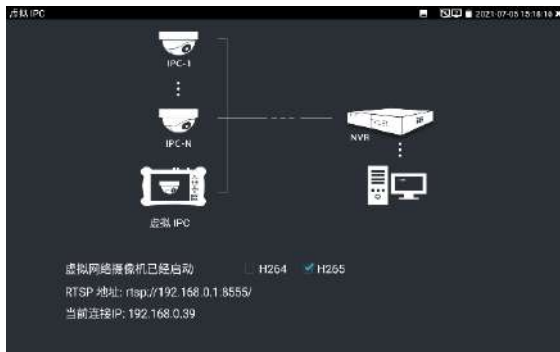 虚拟 IPC
2021-07-05 15:16:16
IPC-1
IPC-N
NVR
虚拟 IPC
虚拟网络摄像机已经启动 H264 H265
RTSP 地址: rtsp://192.168.0.1:8555/
当前连接IP: 192.168.0.39